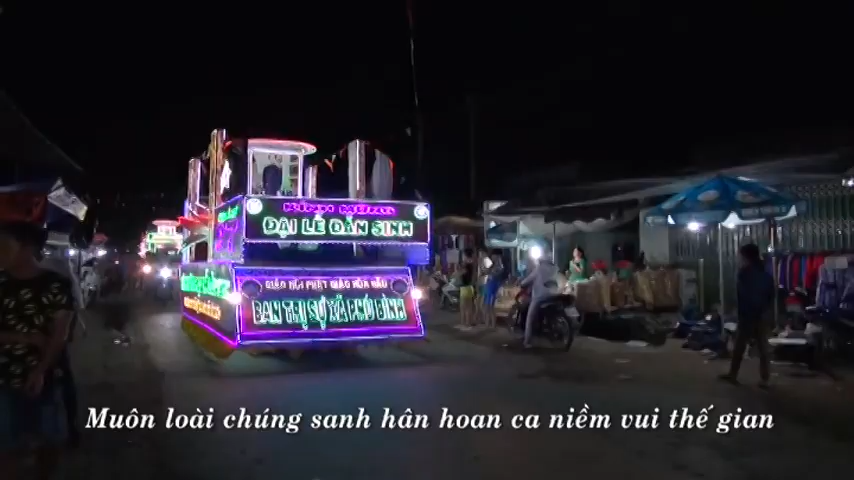 KÍNH MỪNG
ĐẠI LỄ ĐẢN SINH
GIÁO HỘI PHẬT GIÁO HÒA HẢO
BAN TRỊ SỰ XÃ PHÚ BÌNH
Muôn loài chúng sanh hân hoan ca niềm vui thế gian